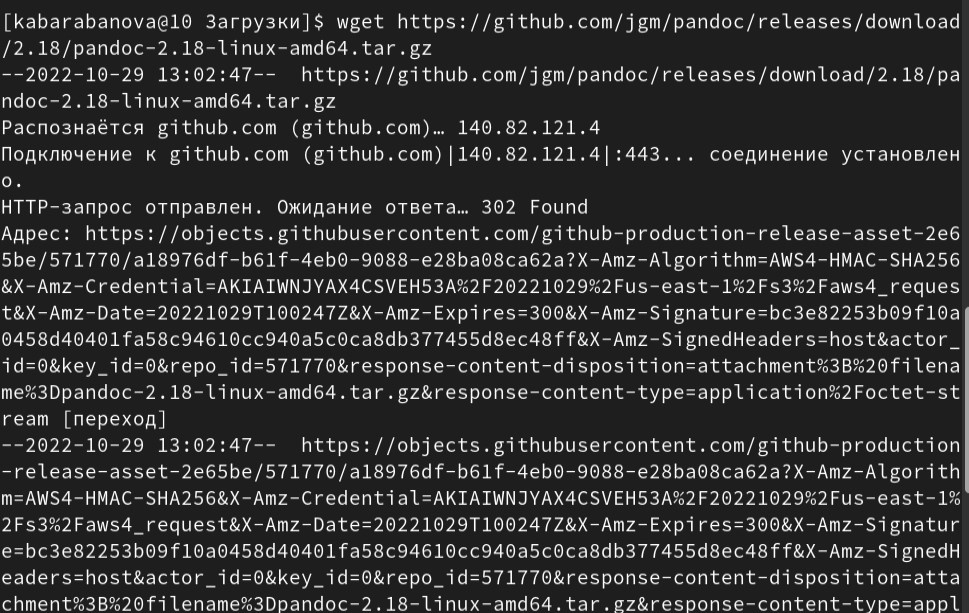 [kabarabanova@10 Загрузки]$ wget https://github.com/jgm/pandoc/releases/download
/2.18/pandoc-2.18-linux-amd64.tar.gz
--2022-10-29 13:02:47--  https://github.com/jgm/pandoc/releases/download/2.18/pa
ndoc-2.18-linux-amd64.tar.gz
Распознаётся github.com (github.com)… 140.82.121.4
Подключение к github.com (github.com)|140.82.121.4|:443... соединение установлен
о.
HTTP-запрос отправлен. Ожидание ответа… 302 Found
Адрес: https://objects.githubusercontent.com/github-production-release-asset-2e6
5be/571770/a18976df-b61f-4eb0-9088-e28ba08ca62a?X-Amz-Algorithm=AWS4-HMAC-SHA256
&X-Amz-Credential=AKIAIWNJYAX4CSVEH53A%2F20221029%2Fus-east-1%2Fs3%2Faws4_reques
t&X-Amz-Date=20221029T100247Z&X-Amz-Expires=300&X-Amz-Signature=bc3e82253b09f10a
0458d40401fa58c94610cc940a5c0ca8db377455d8ec48ff&X-Amz-SignedHeaders=host&actor_
id=0&key_id=0&repo_id=571770&response-content-disposition=attachment%3B%20filena
me%3Dpandoc-2.18-linux-amd64.tar.gz&response-content-type=application%2Foctet-st
ream [переход]
--2022-10-29 13:02:47--  https://objects.githubusercontent.com/github-production
-release-asset-2e65be/571770/a18976df-b61f-4eb0-9088-e28ba08ca62a?X-Amz-Algorith
m=AWS4-HMAC-SHA256&X-Amz-Credential=AKIAIWNJYAX4CSVEH53A%2F20221029%2Fus-east-1%
2Fs3%2Faws4_request&X-Amz-Date=20221029T100247Z&X-Amz-Expires=300&X-Amz-Signatur
e=bc3e82253b09f10a0458d40401fa58c94610cc940a5c0ca8db377455d8ec48ff&X-Amz-SignedH
eaders=host&actor_id=0&key_id=0&repo_id=571770&response-content-disposition=atta
chment%3B%20filename%3Dpandoc-2.18-linux-amd64.tar.gz&response-content-type=appl